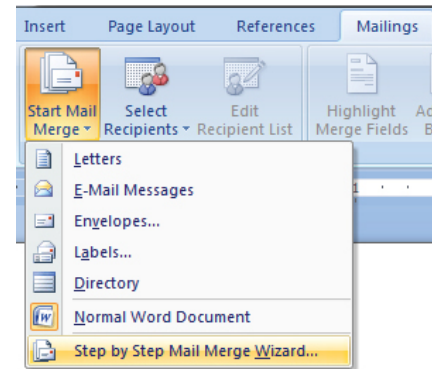 Insert Page Layout References Mailings
Start Mail Merge Select Recipients Edit Recipient List Highlight Merge Fields
Letters
E-Mail Messages
Envelopes...
Labels...
Directory
Normal Word Document
Step by Step Mail Merge Wizard...